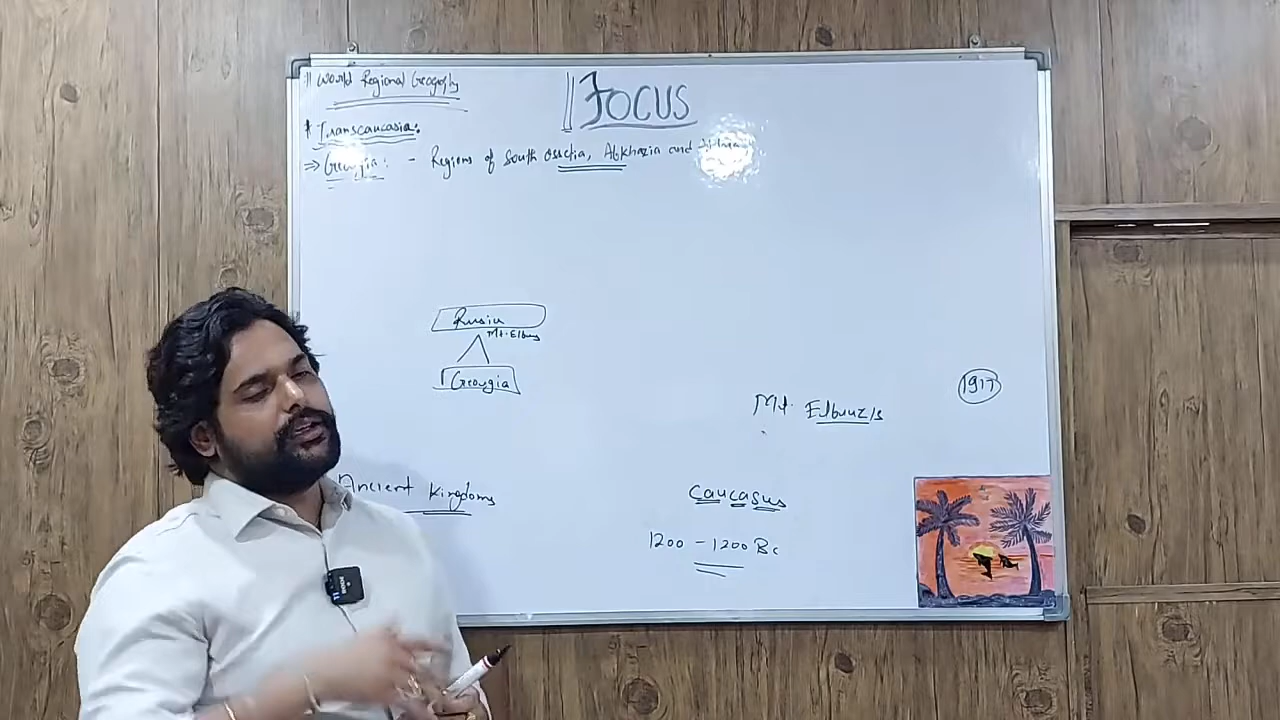 World Regional Geography
FOCUS
* Transcaucasia:
⇒ Georgia: - Regions of South Ossetia, Abkhazia and
Russia
Mt. Elbrus
Georgia
1917
Mt. Elbruz/s
Ancient Kingdoms
Caucasus
1200 - 1200 BC